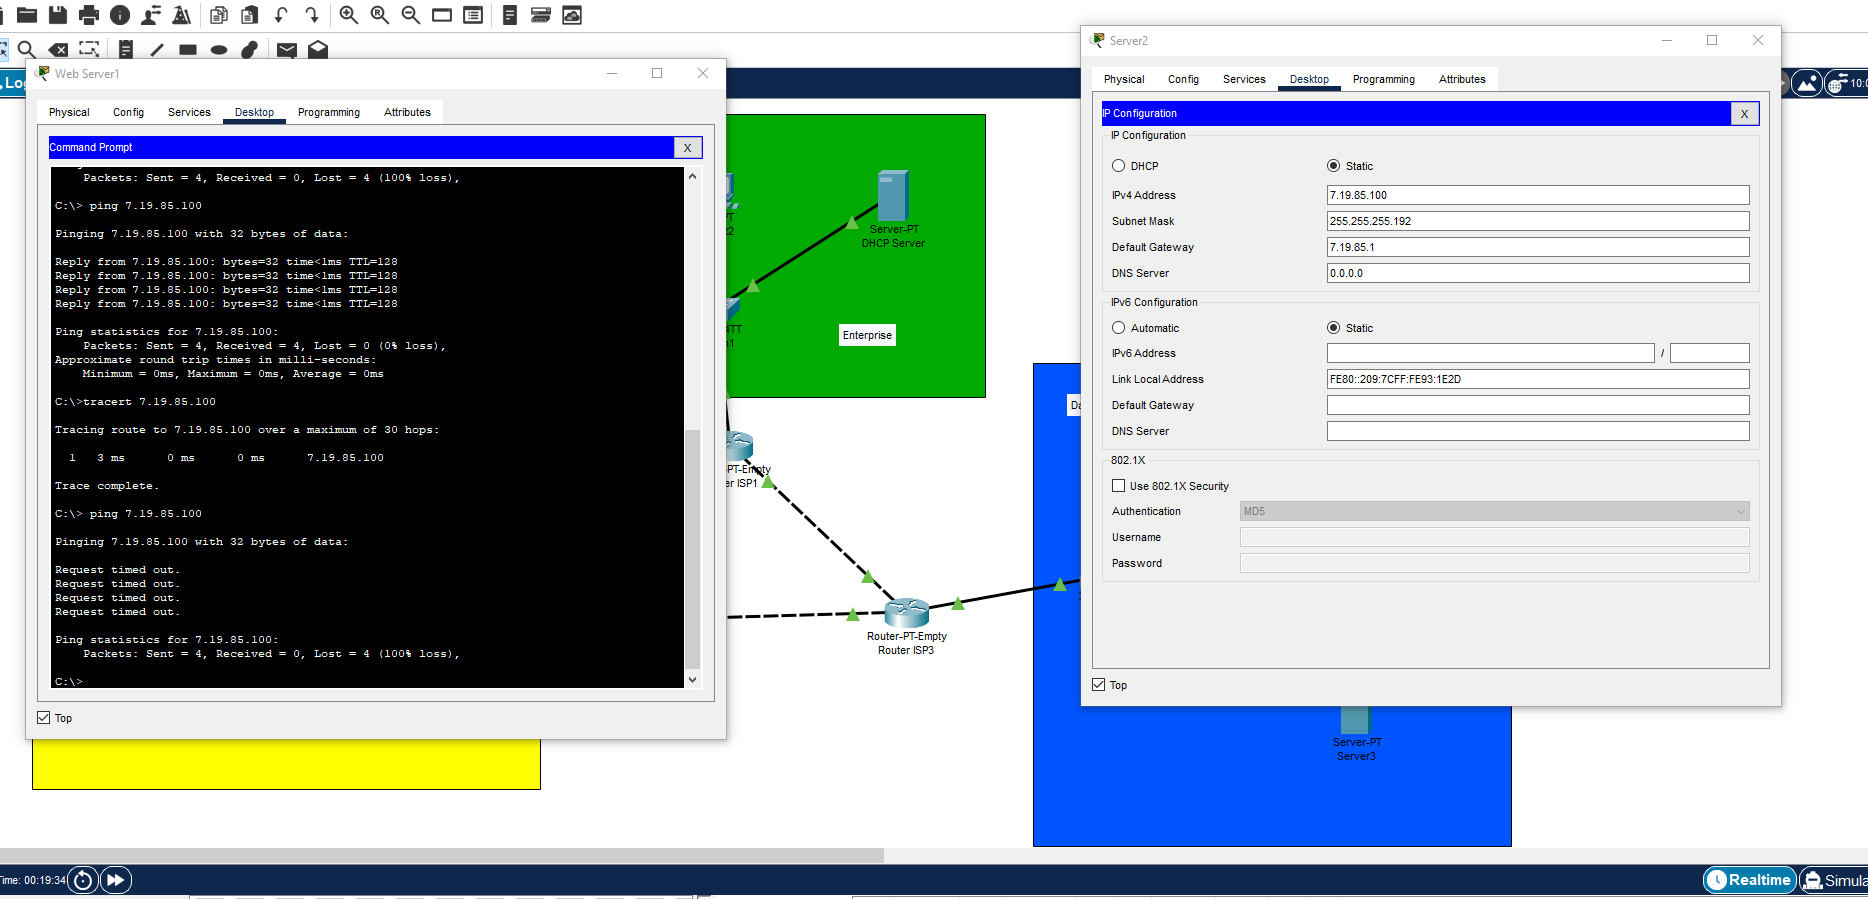 Web Server1
Physical Config Services Desktop Programming Attributes
Command Prompt X
Packets: Sent = 4, Received = 0, Lost = 4 (100% loss),
C:\> ping 7.19.85.100
Pinging 7.19.85.100 with 32 bytes of data:
Reply from 7.19.85.100: bytes=32 time<1ms TTL=128
Reply from 7.19.85.100: bytes=32 time<1ms TTL=128
Reply from 7.19.85.100: bytes=32 time<1ms TTL=128
Reply from 7.19.85.100: bytes=32 time<1ms TTL=128
Ping statistics for 7.19.85.100:
Packets: Sent = 4, Received = 4, Lost = 0 (0% loss),
Approximate round trip times in milli-seconds:
Minimum = 0ms, Maximum = 0ms, Average = 0ms
C:\>tracert 7.19.85.100
Tracing route to 7.19.85.100 over a maximum of 30 hops:
1 3 ms 0 ms 0 ms 7.19.85.100
Trace complete.
C:\> ping 7.19.85.100
Pinging 7.19.85.100 with 32 bytes of data:
Request timed out.
Request timed out.
Request timed out.
Request timed out.
Ping statistics for 7.19.85.100:
Packets: Sent = 4, Received = 0, Lost = 4 (100% loss),
C:\>
Top
Server-PT
DHCP Server
Enterprise
PT-Empty
er ISP1
Router-PT-Empty
Router ISP3
Server2
Physical Config Services Desktop Programming Attributes
IP Configuration X
IP Configuration
DHCP Static
IPv4 Address 7.19.85.100
Subnet Mask 255.255.255.192
Default Gateway 7.19.85.1
DNS Server 0.0.0.0
IPv6 Configuration
Automatic Static
IPv6 Address /
Link Local Address FE80::209:7CFF:FE93:1E2D
Default Gateway
DNS Server
802.1X
Use 802.1X Security
Authentication MD5
Username
Password
Top
Server-PT
Server3
Time: 00:19:34
Realtime Simula